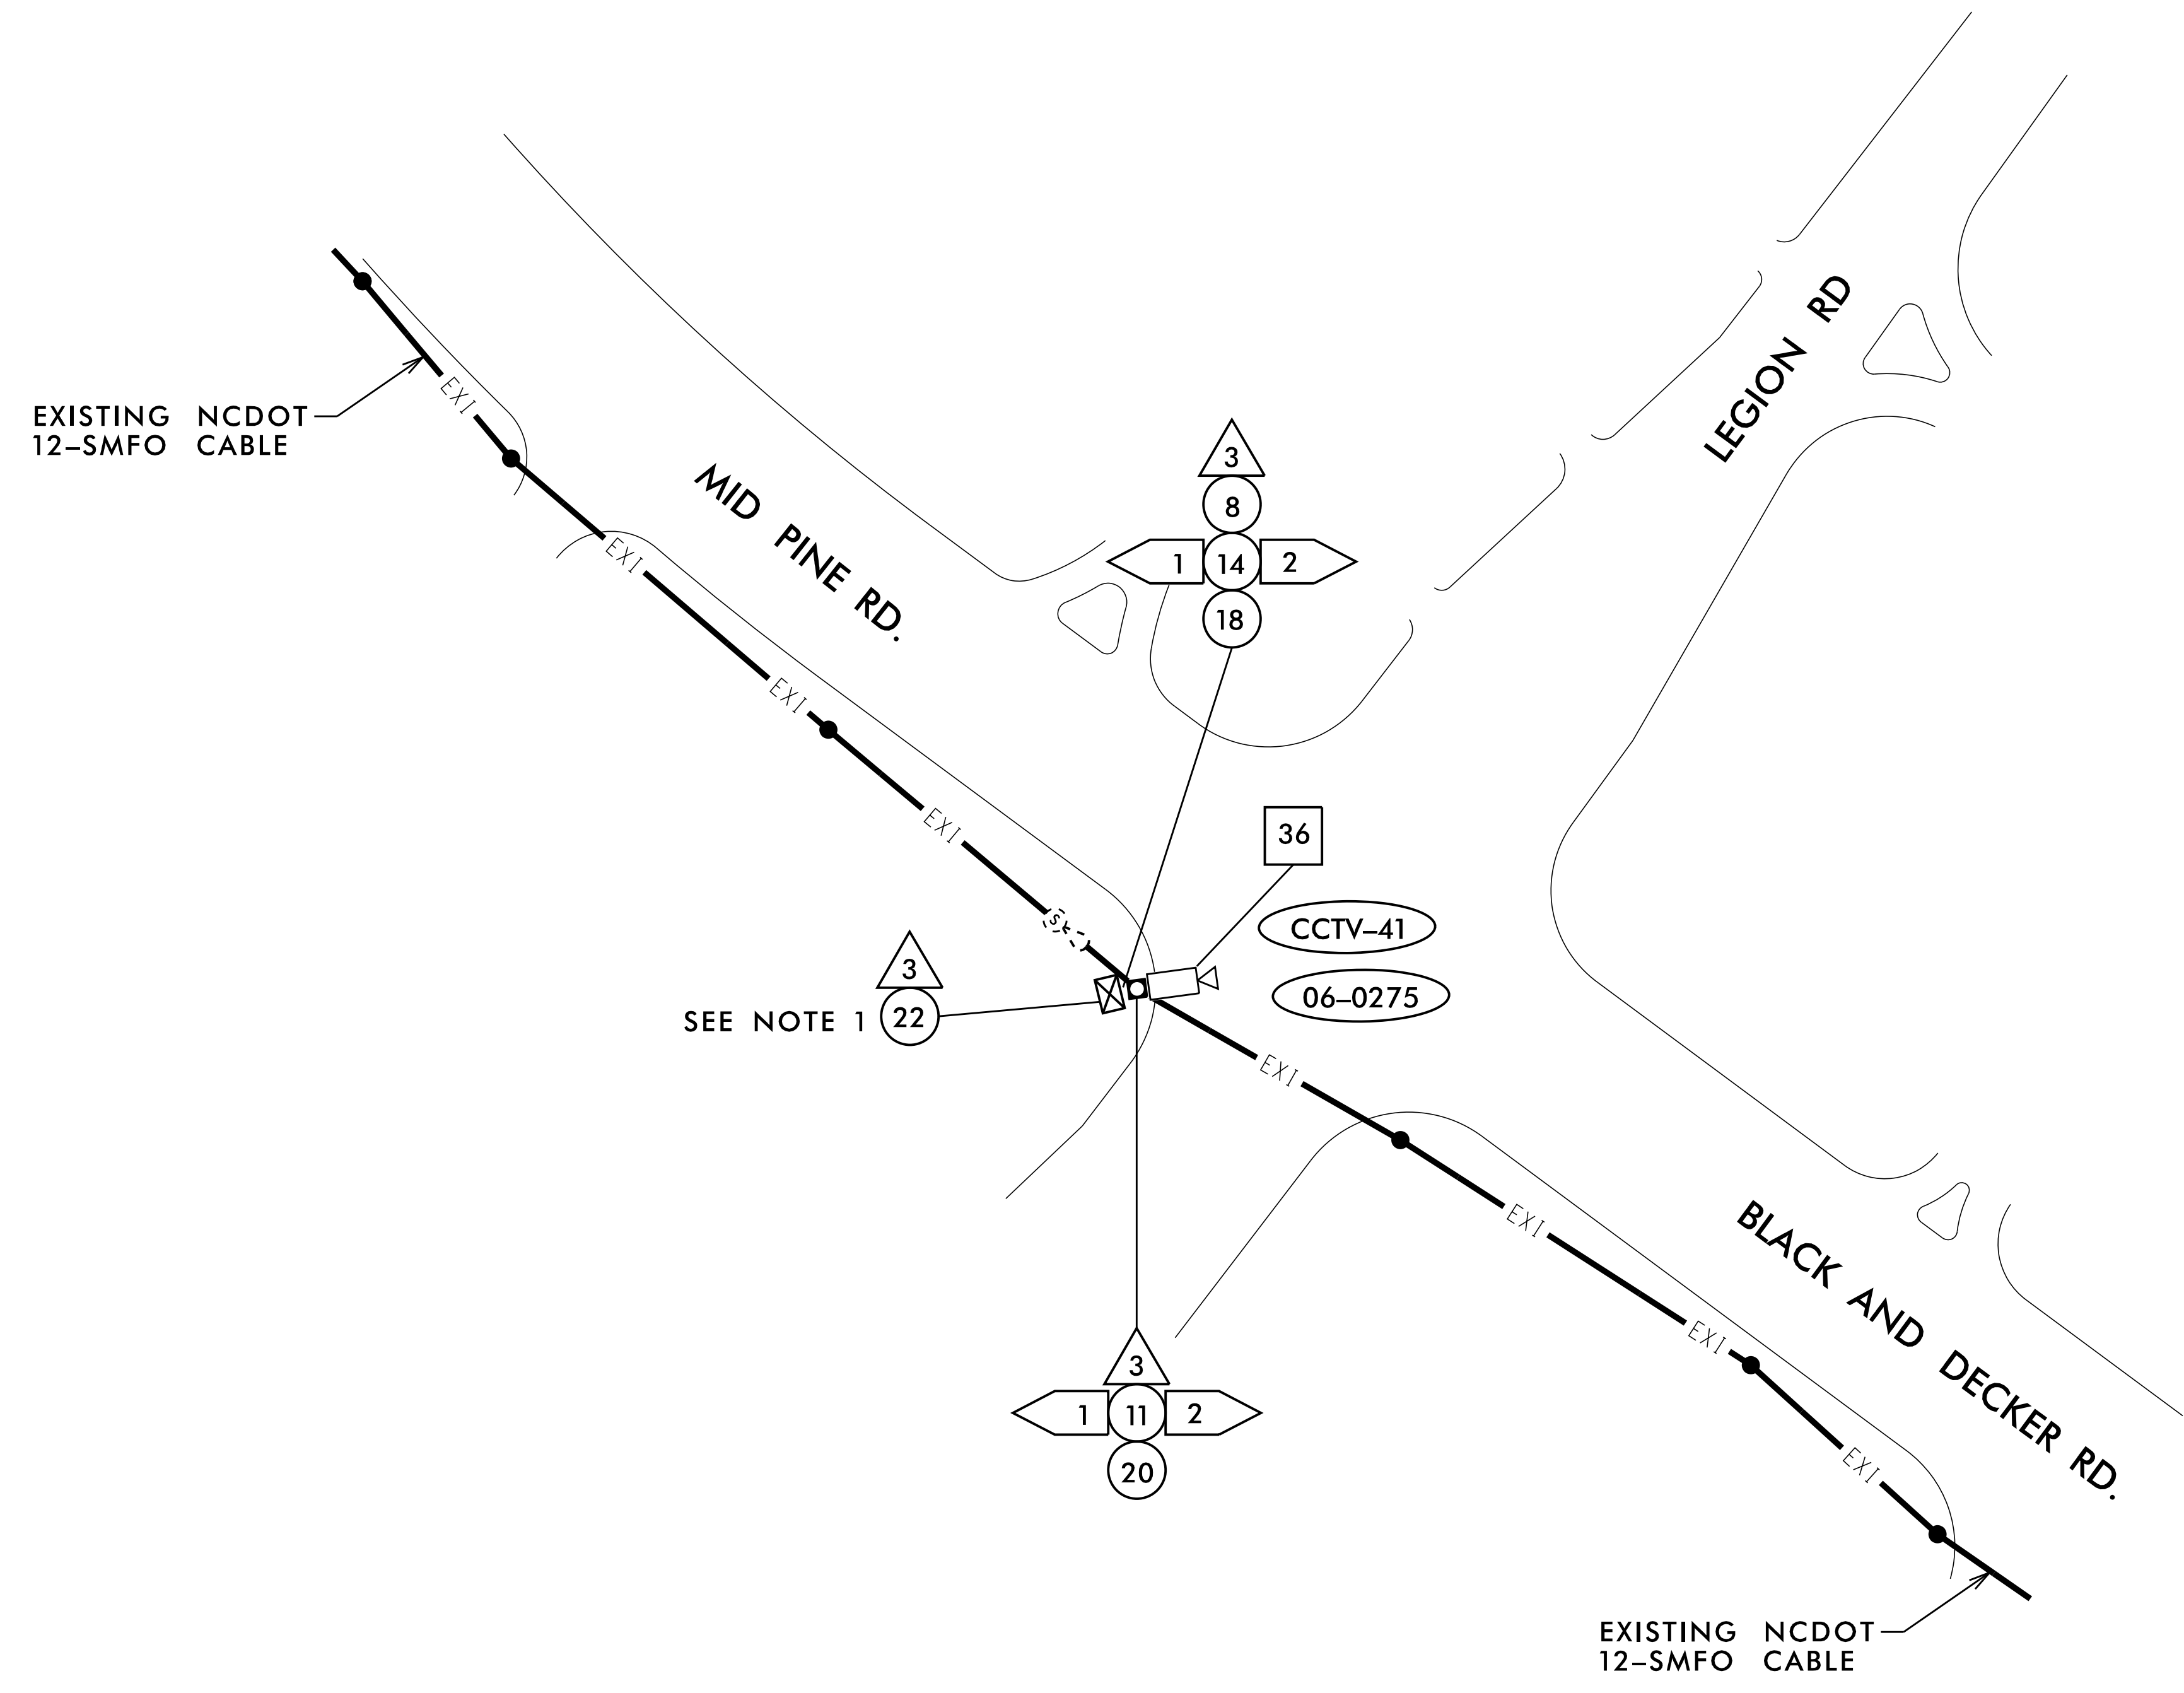 LEGION RD
EXISTING NCDOT
12–SMFO CABLE
EXI
MID PINE RD.
3
8
1
14
2
18
EXI
EXI
EXI
36
S
CCTV–41
3
22
SEE NOTE 1
06–0275
EXI
EXI
BLACK AND DECKER RD.
EXI
3
1
11
2
20
EXI
EXISTING NCDOT
12–SMFO CABLE